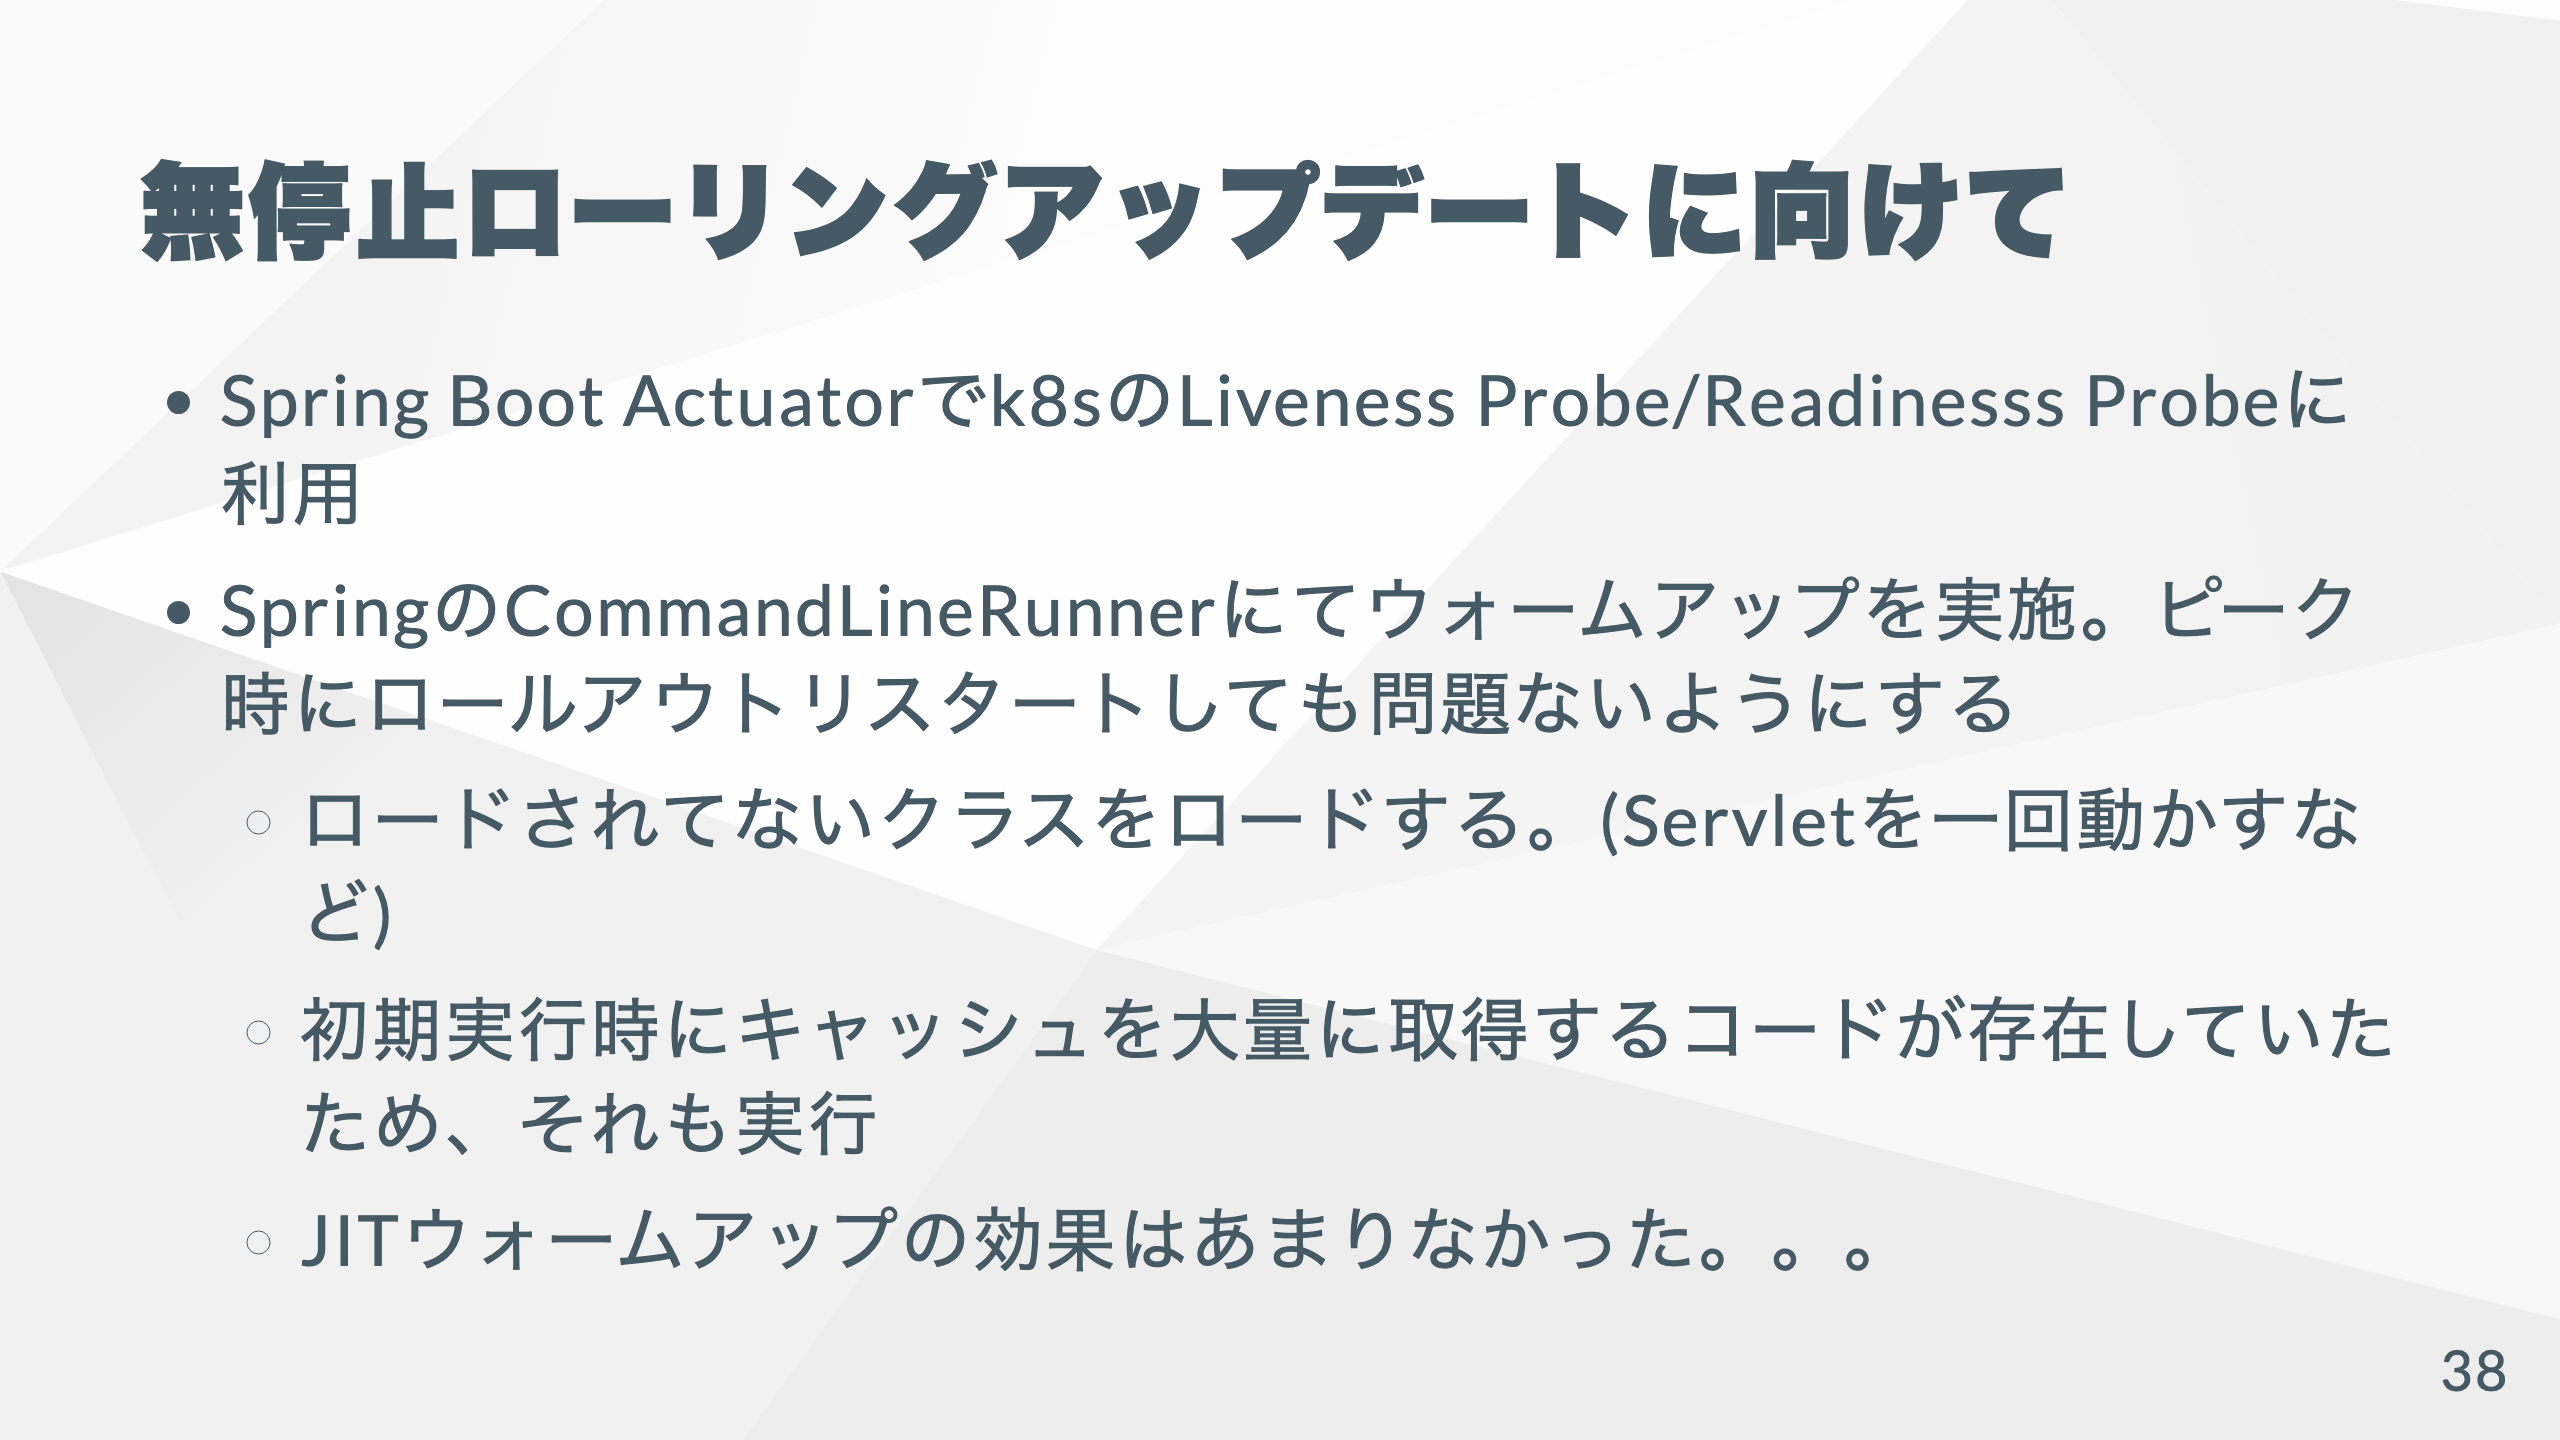 無停止ローリングアップデートに向けて
• Spring Boot Actuatorでk8sのLiveness Probe/Readinesss Probeに
利用
• SpringのCommandLineRunnerにてウォームアップを実施。ピーク
時にロールアウトリスタートしても問題ないようにする
○ ロードされてないクラスをロードする。(Servletを一回動かすな
ど)
○ 初期実行時にキャッシュを大量に取得するコードが存在していた
ため、それも実行
○ JITウォームアップの効果はあまりなかった。。。
38